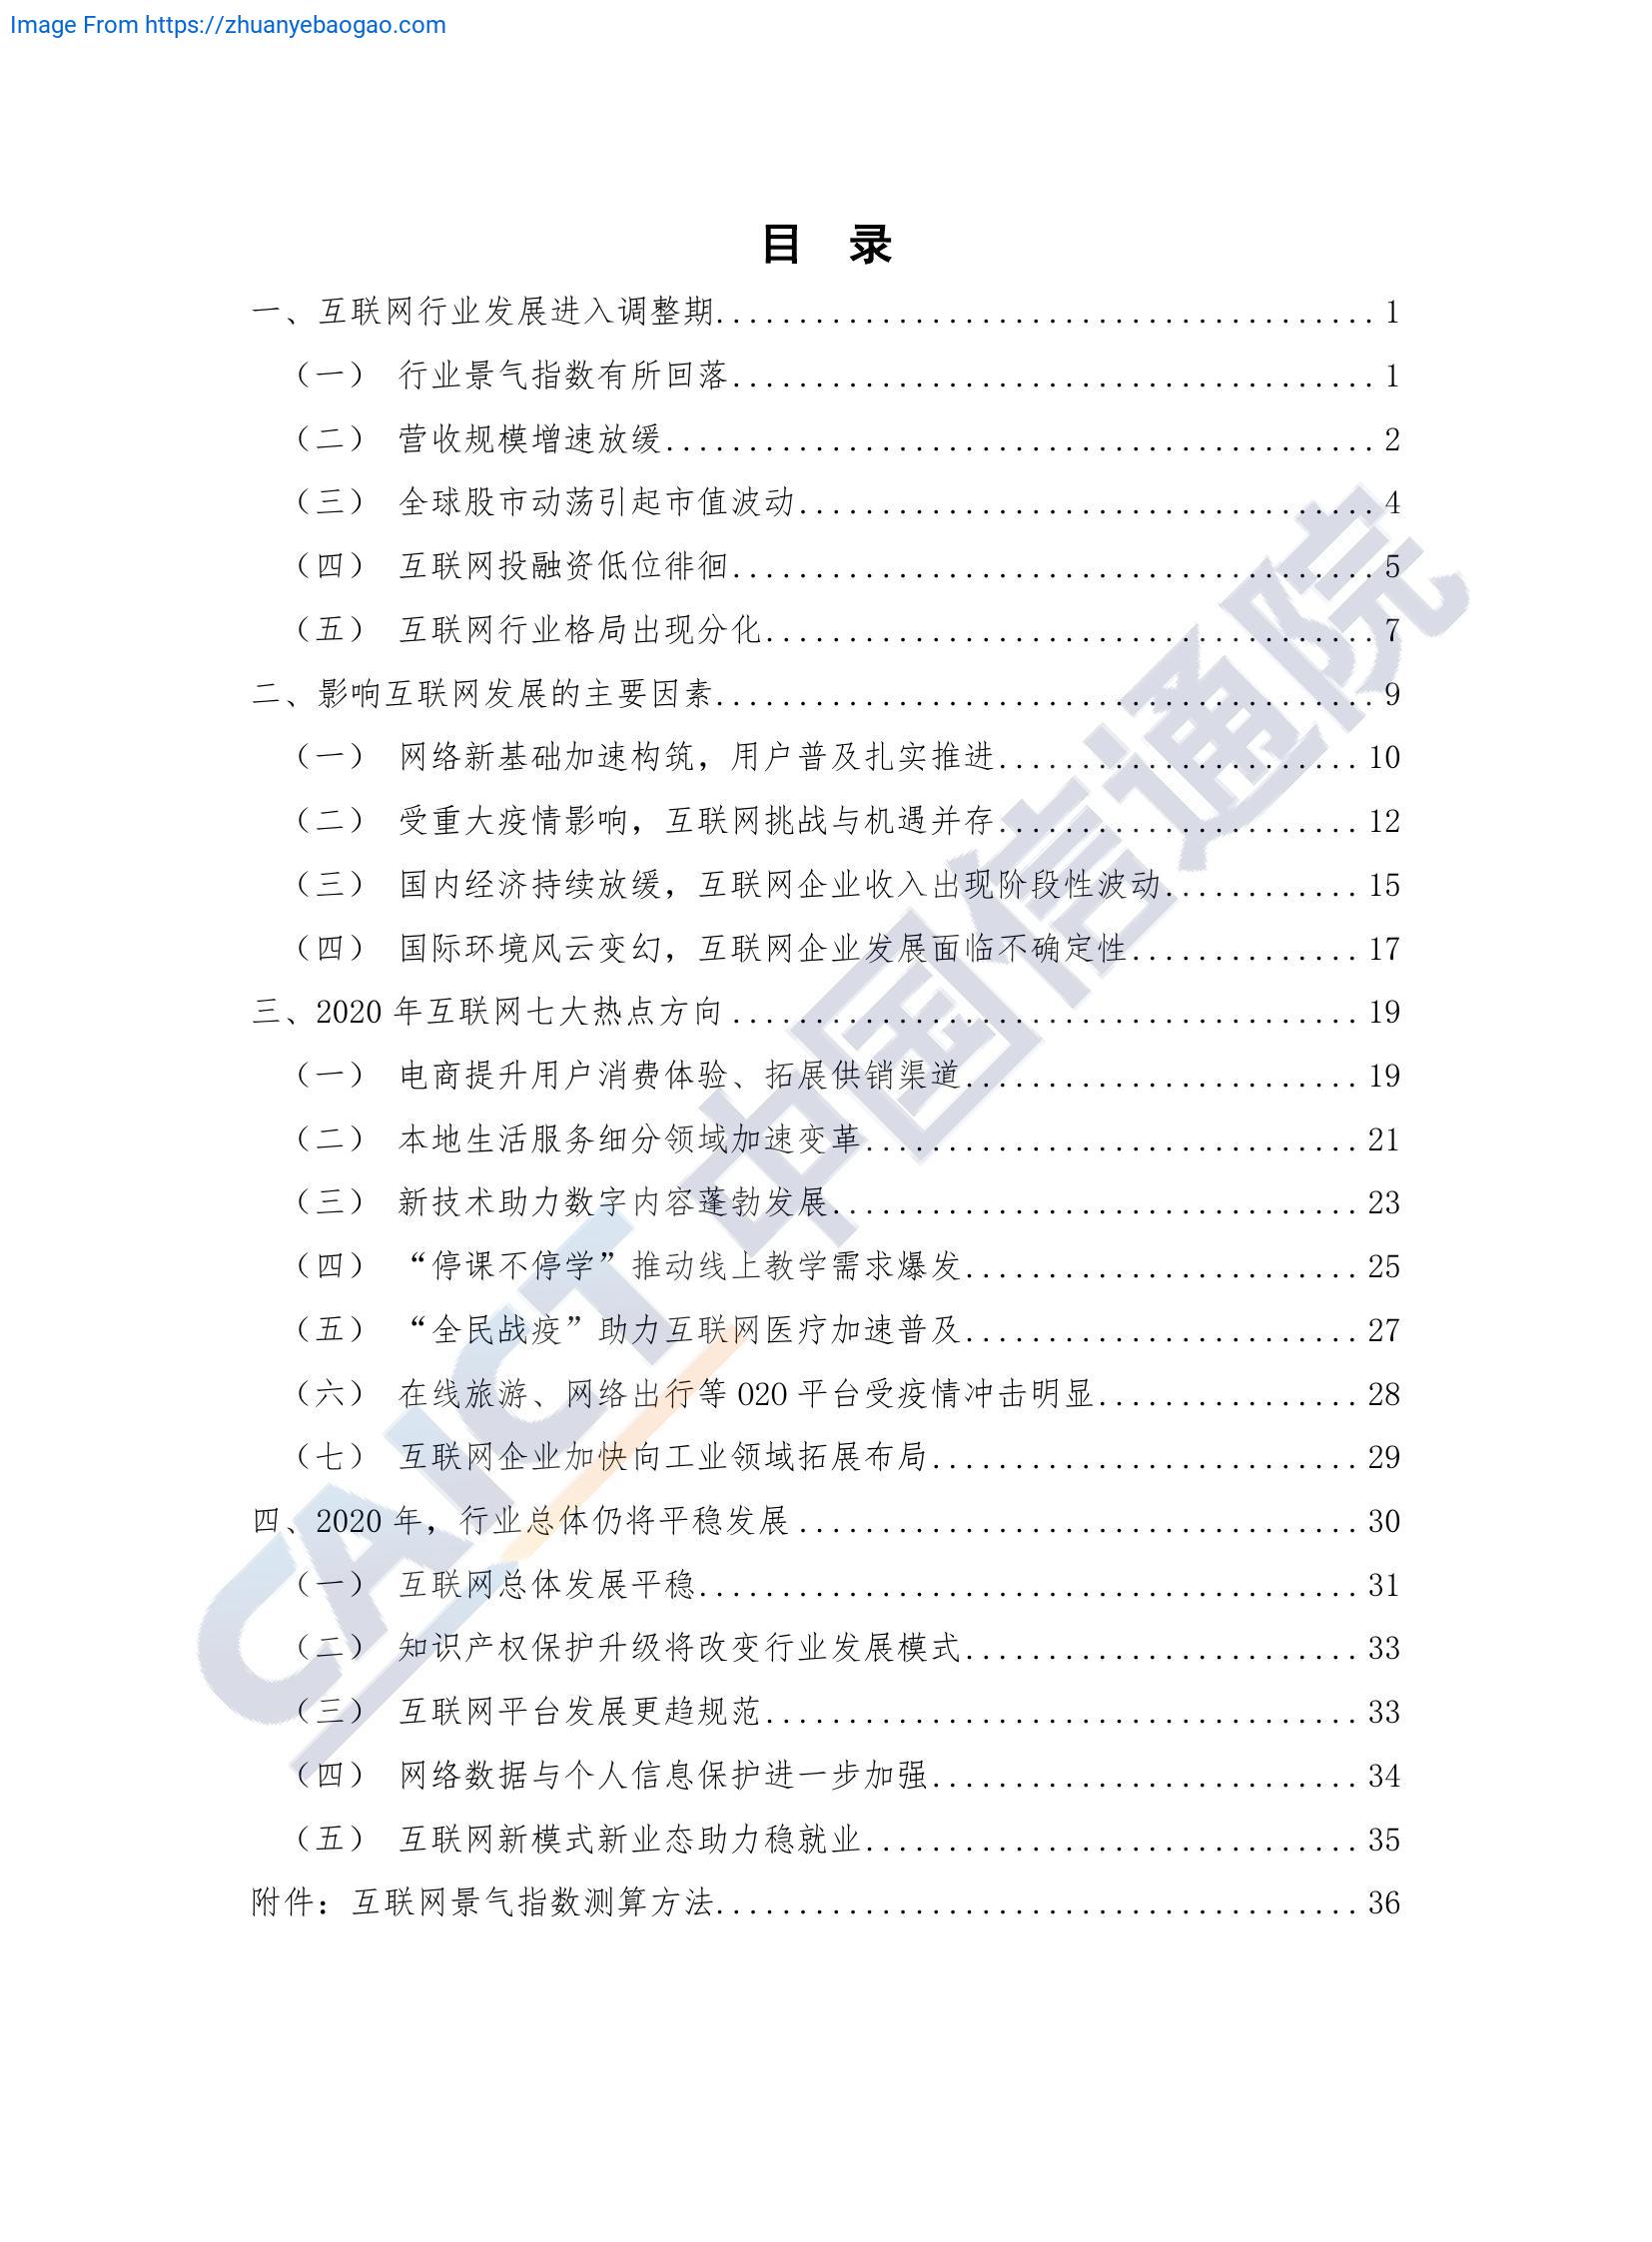 Image From https://zhuanyebaogao.com
目 录
一、互联网行业发展进入调整期........................................ 1
（一） 行业景气指数有所回落....................................... 1
（二） 营收规模增速放缓........................................... 2
（三） 全球股市动荡引起市值波动................................... 4
（四） 互联网投融资低位徘徊....................................... 5
（五） 互联网行业格局出现分化..................................... 7
二、影响互联网发展的主要因素........................................ 9
（一） 网络新基础加速构筑，用户普及扎实推进...................... 10
（二） 受重大疫情影响，互联网挑战与机遇并存...................... 12
（三） 国内经济持续放缓，互联网企业收入出现阶段性波动............ 15
（四） 国际环境风云变幻，互联网企业发展面临不确定性.............. 17
三、2020 年互联网七大热点方向...................................... 19
（一） 电商提升用户消费体验、拓展供销渠道........................ 19
（二） 本地生活服务细分领域加速变革.............................. 21
（三） 新技术助力数字内容蓬勃发展................................ 23
（四） “停课不停学”推动线上教学需求爆发........................ 25
（五） “全民战疫”助力互联网医疗加速普及........................ 27
（六） 在线旅游、网络出行等 O2O 平台受疫情冲击明显................ 28
（七） 互联网企业加快向工业领域拓展布局.......................... 29
四、2020 年，行业总体仍将平稳发展.................................. 30
（一） 互联网总体发展平稳........................................ 31
（二） 知识产权保护升级将改变行业发展模式........................ 33
（三） 互联网平台发展更趋规范.................................... 33
（四） 网络数据与个人信息保护进一步加强.......................... 34
（五） 互联网新模式新业态助力稳就业.............................. 35
附件：互联网景气指数测算方法....................................... 36
CAICT 中国信通院